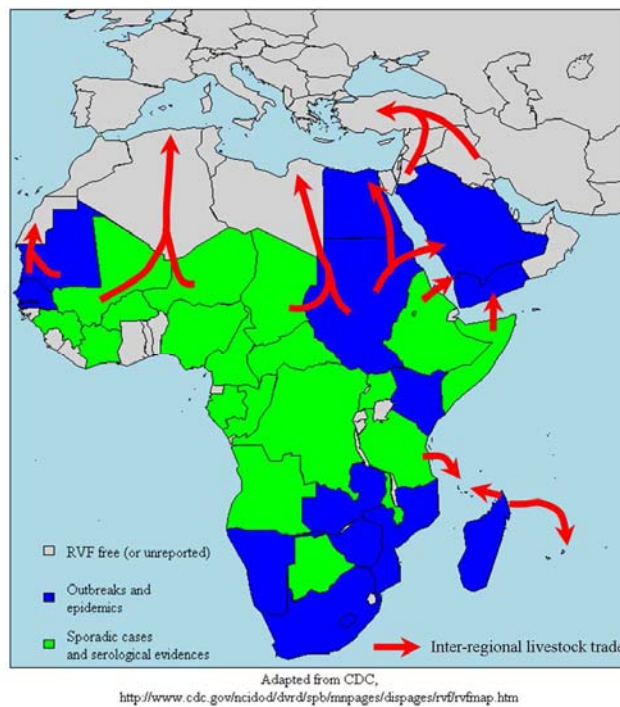 RVF free (or unreported)
Outbreaks and
epidemics
Sporadic cases
and serological evidences
Inter-regional livestock trade
Adapted from CDC,
http://www.cdc.gov/ncidod/dvrd/spb/mnpages/dispages/rvf/rvfmap.htm